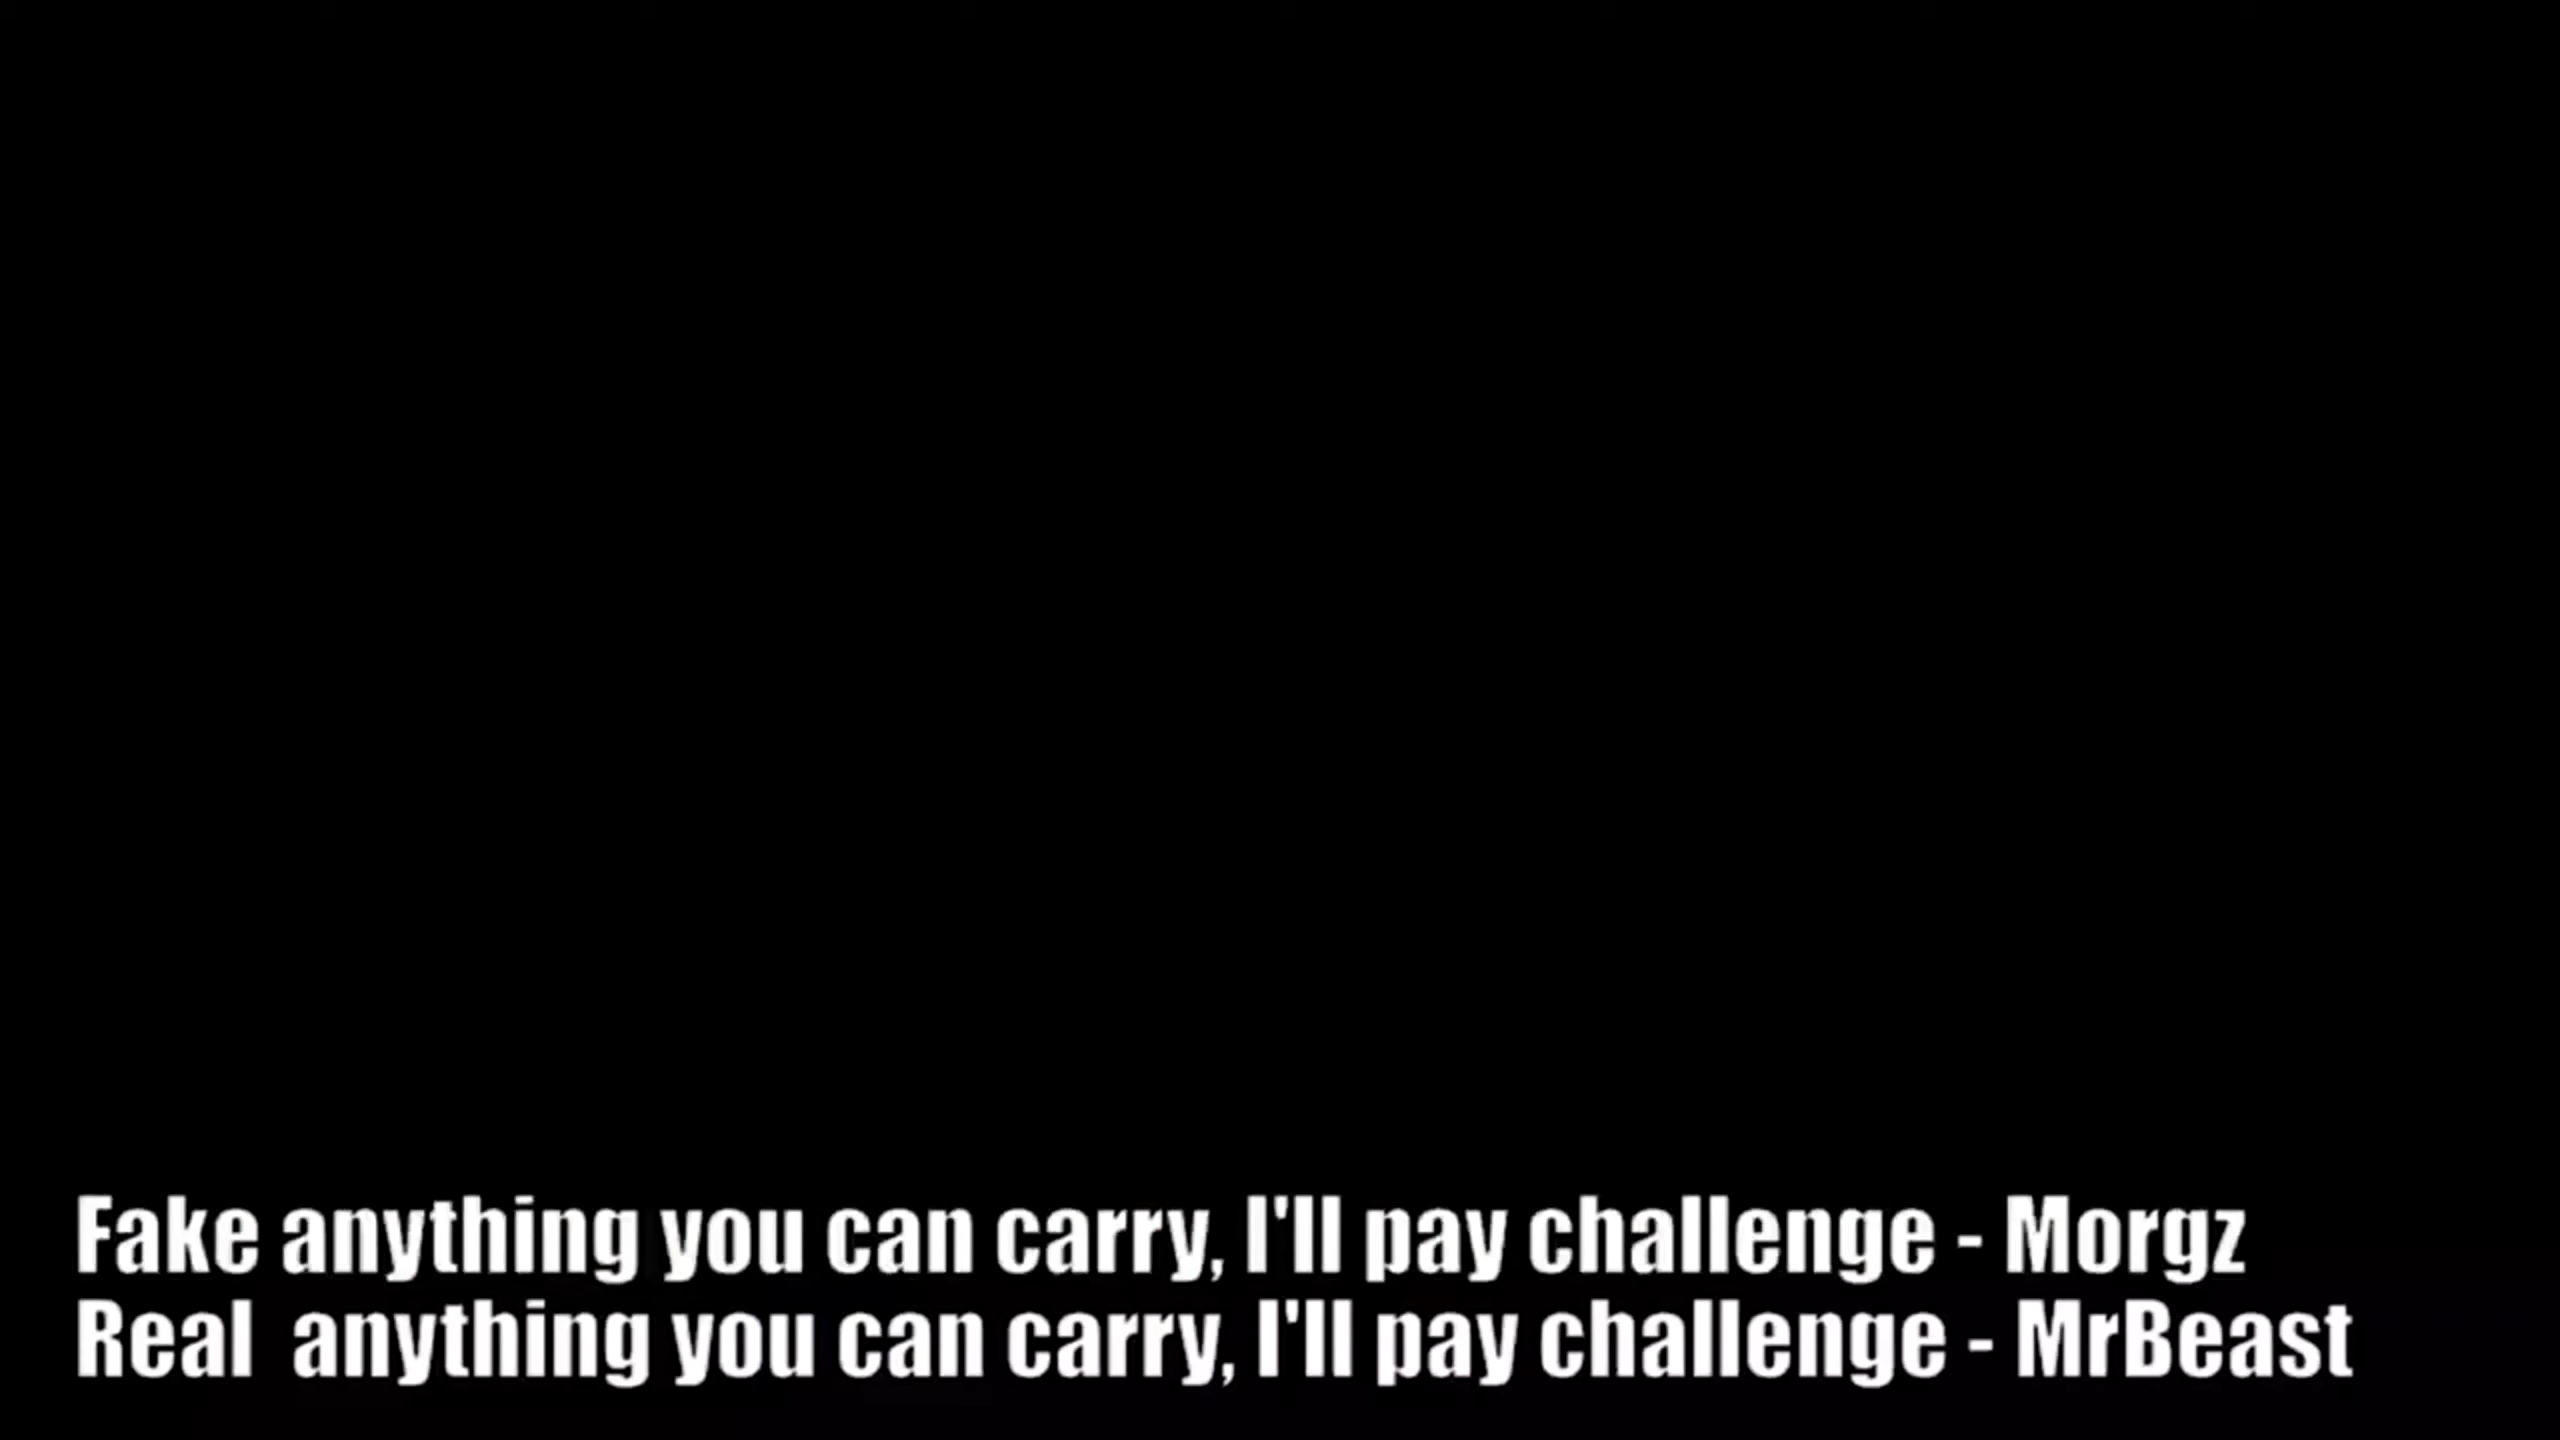 Fake anything you can carry, I'll pay challenge - Morgz
Real  anything you can carry, I'll pay challenge - MrBeast